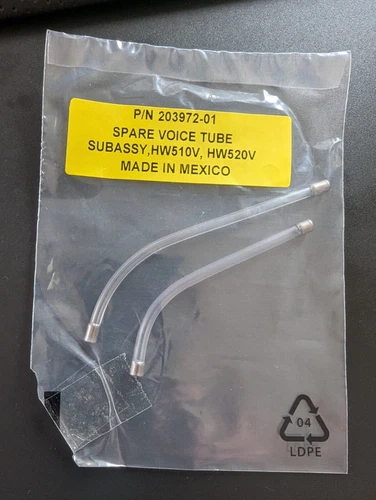 P/N 203972-01
SPARE VOICE TUBE
SUBASSY,HW510V, HW520V
MADE IN MEXICO
04
LDPE